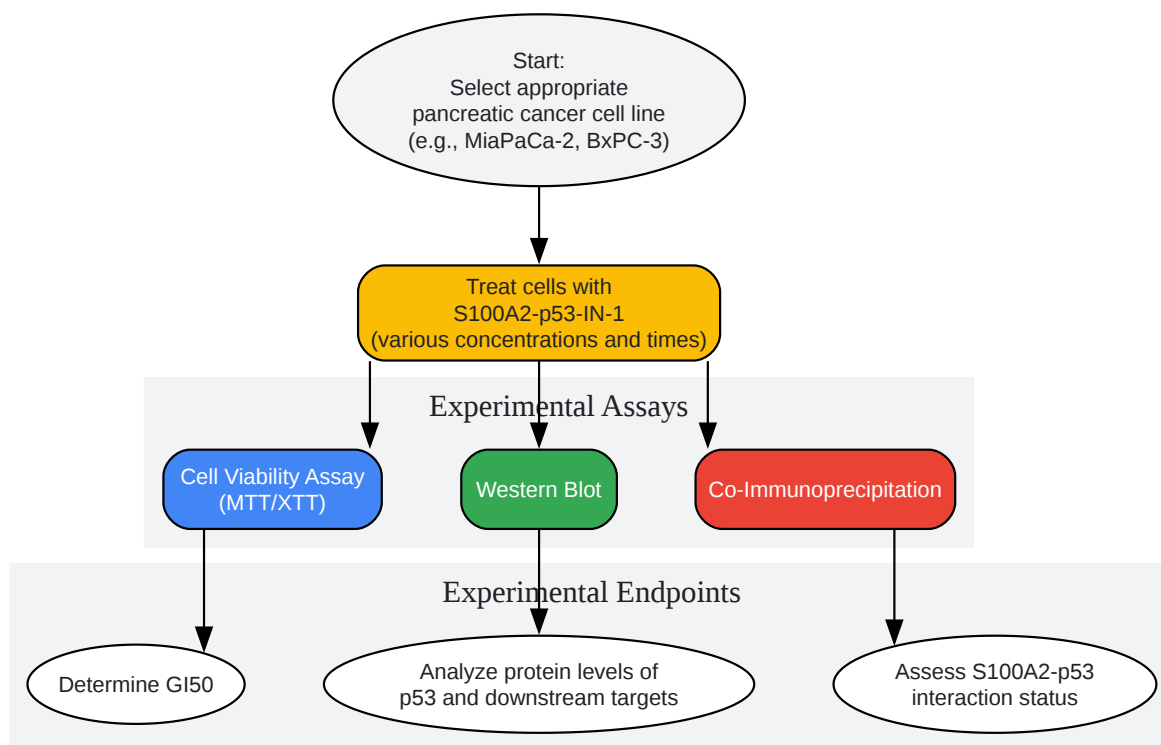 Start:
Select appropriate
pancreatic cancer cell line
(e.g., MiaPaCa-2, BxPC-3)
Treat cells with
S100A2-p53-IN-1
(various concentrations and times)
Experimental Assays
Cell Viability Assay
(MTT/XTT)
Western Blot
Co-Immunoprecipitation
Experimental Endpoints
Determine GI50
Analyze protein levels of
p53 and downstream targets
Assess S100A2-p53
interaction status